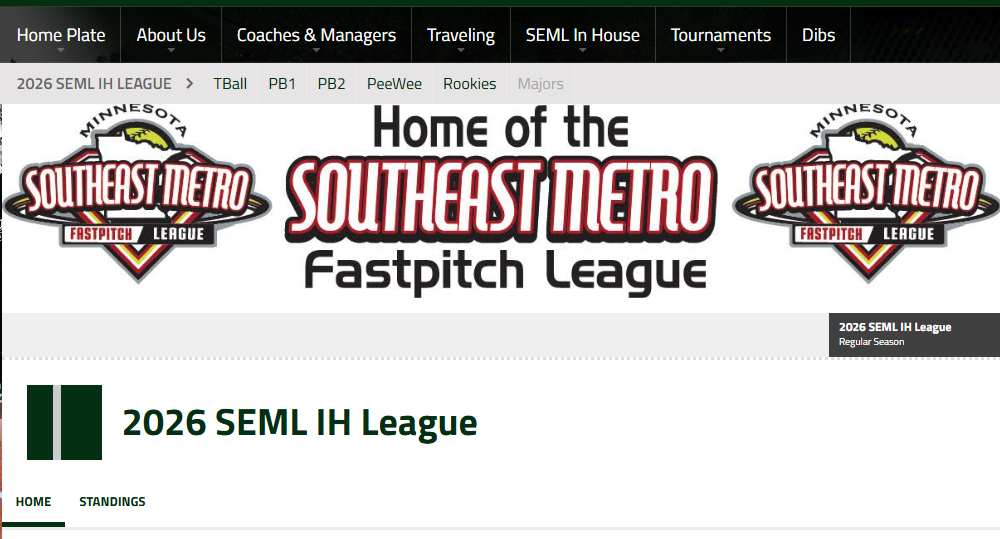 Home Plate About Us Coaches & Managers Traveling SEML In House Tournaments Dibs
2026 SEML IH LEAGUE TBall PB1 PB2 PeeWee Rookies Majors
MINNESOTA
SOUTHEAST METRO
FASTPITCH LEAGUE
Home of the
SOUTHEAST METRO
Fastpitch League
MINNESOTA
SOUTHEAST METRO
FASTPITCH LEAGUE
2026 SEML IH League
Regular Season
2026 SEML IH League
HOME STANDINGS